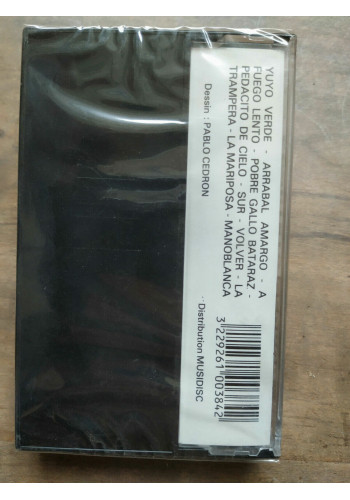 YUYO VERDE - ARRABAL AMARGO - A
FUEGO LENTO - POBRE GALLO BATARAZ -
PEDACITO DE CIELO - SUR - VOLVER - LA
TRAMPERA - LA MARIPOSA - MANOBLANCA
Dessin : PABLO CEDRON
Distribution MUSIDISC
3 229261 003842